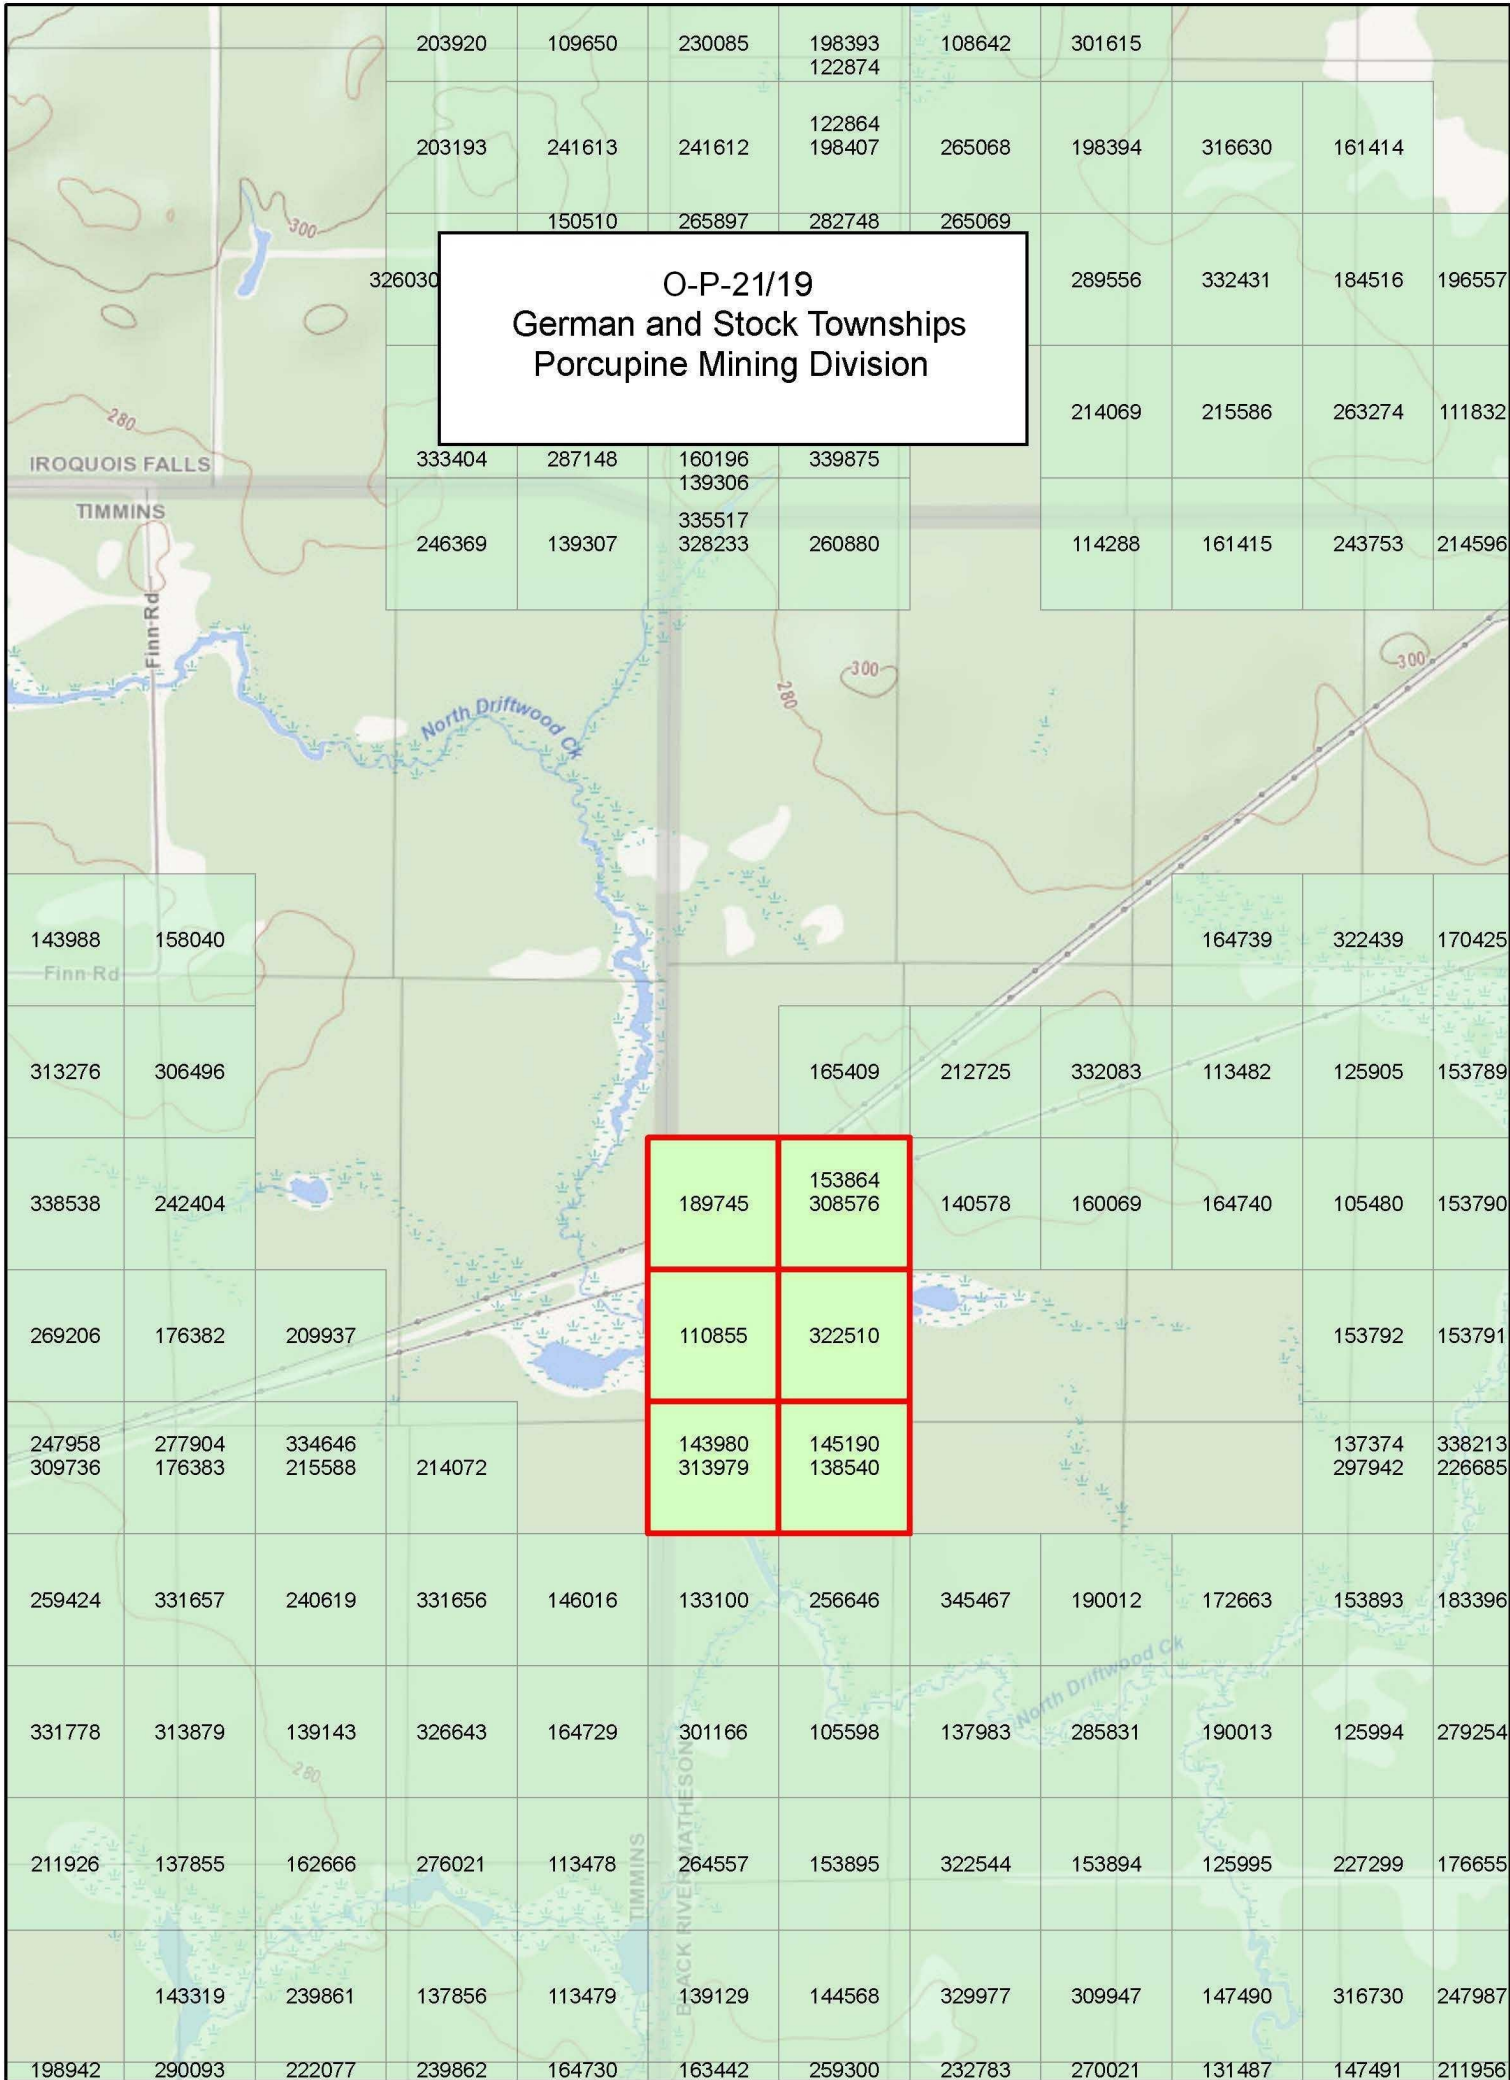 203920 109650 230085 198393 108642 301615
122874
122864
203193 241613 241612 198407 265068 198394 316630 161414
150510 265897 282748 265069
300
326030 289556 332431 184516 196557
O-P-21/19
German and Stock Townships
Porcupine Mining Division
280 214069 215586 263274 111832
IROQUOIS FALLS 333404 287148 160196 339875
139306
TIMMINS
335517
246369 139307 328233 260880 114288 161415 243753 214596
Finn Rd
300 300
280
North Driftwood Ck
143988 158040 164739 322439 170425
Finn Rd
313276 306496 165409 212725 332083 113482 125905 153789
153864
338538 242404 189745 308576 140578 160069 164740 105480 153790
269206 176382 209937 110855 322510 153792 153791
247958 277904 334646 143980 145190 137374 338213
309736 176383 215588 214072 313979 138540 297942 226685
259424 331657 240619 331656 146016 133100 256646 345467 190012 172663 153893 183396
North Driftwood Ck
331778 313879 139143 326643 164729 301166 105598 137983 285831 190013 125994 279254
280
TIMMINS
BLACK RIVER-MATHESON
211926 137855 162666 276021 113478 264557 153895 322544 153894 125995 227299 176655
143319 239861 137856 113479 139129 144568 329977 309947 147490 316730 247987
198942 290093 222077 239862 164730 163442 259300 232783 270021 131487 147491 211956